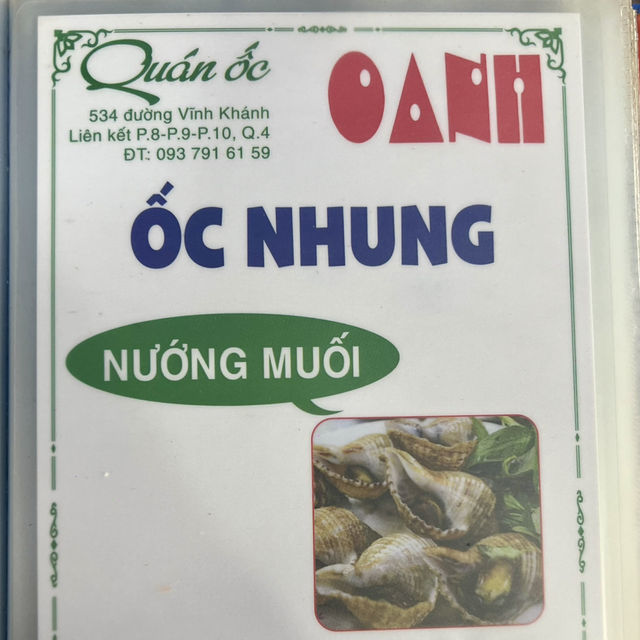 Quán ốc
OANH
534 đường Vĩnh Khánh
Liên kết P.8-P.9-P.10, Q.4
ĐT: 093 791 61 59
ỐC NHUNG
NƯỚNG MUỐI